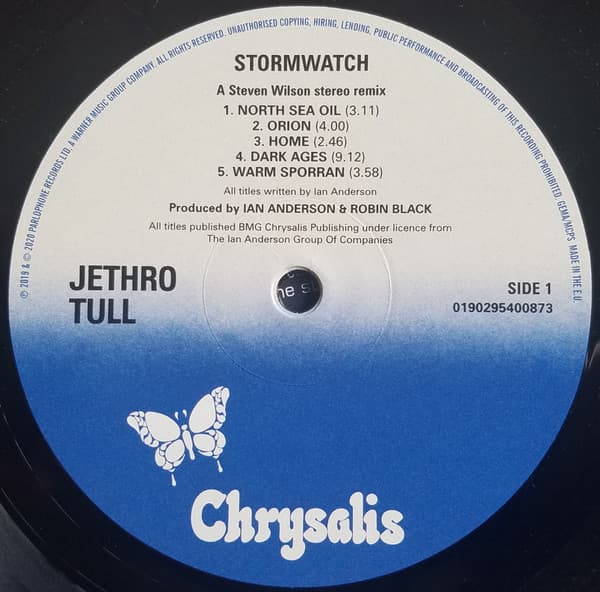 ℗ 2019 & © 2020 PARLOPHONE RECORDS LTD, A WARNER MUSIC GROUP COMPANY. ALL RIGHTS RESERVED. UNAUTHORISED COPYING, HIRING, LENDING, PUBLIC PERFORMANCE AND BROADCASTING OF THIS RECORDING PROHIBITED. GEMA/MCPS MADE IN THE E.U.
STORMWATCH
A Steven Wilson stereo remix
1. NORTH SEA OIL (3.11)
2. ORION (4.00)
3. HOME (2.46)
4. DARK AGES (9.12)
5. WARM SPORRAN (3.58)
All titles written by Ian Anderson
Produced by IAN ANDERSON & ROBIN BLACK
All titles published BMG Chrysalis Publishing under licence from
The Ian Anderson Group Of Companies
JETHRO
TULL
SIDE 1
0190295400873
Chrysalis